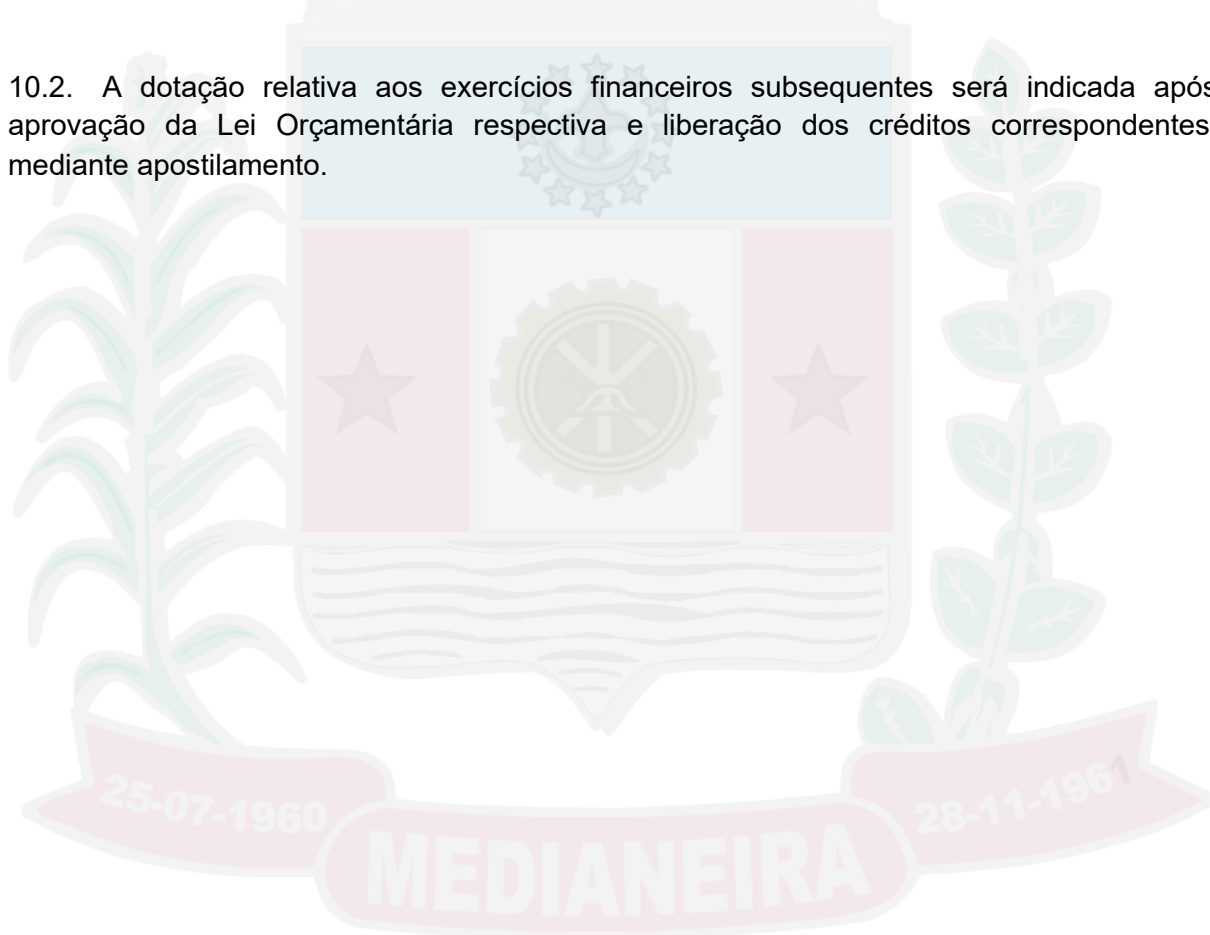 10.2. A dotação relativa aos exercícios financeiros subsequentes será indicada após
aprovação da Lei Orçamentária respectiva e liberação dos créditos correspondentes
mediante apostilamento.
25-07-1960
28-11-1961
MEDIANEIRA